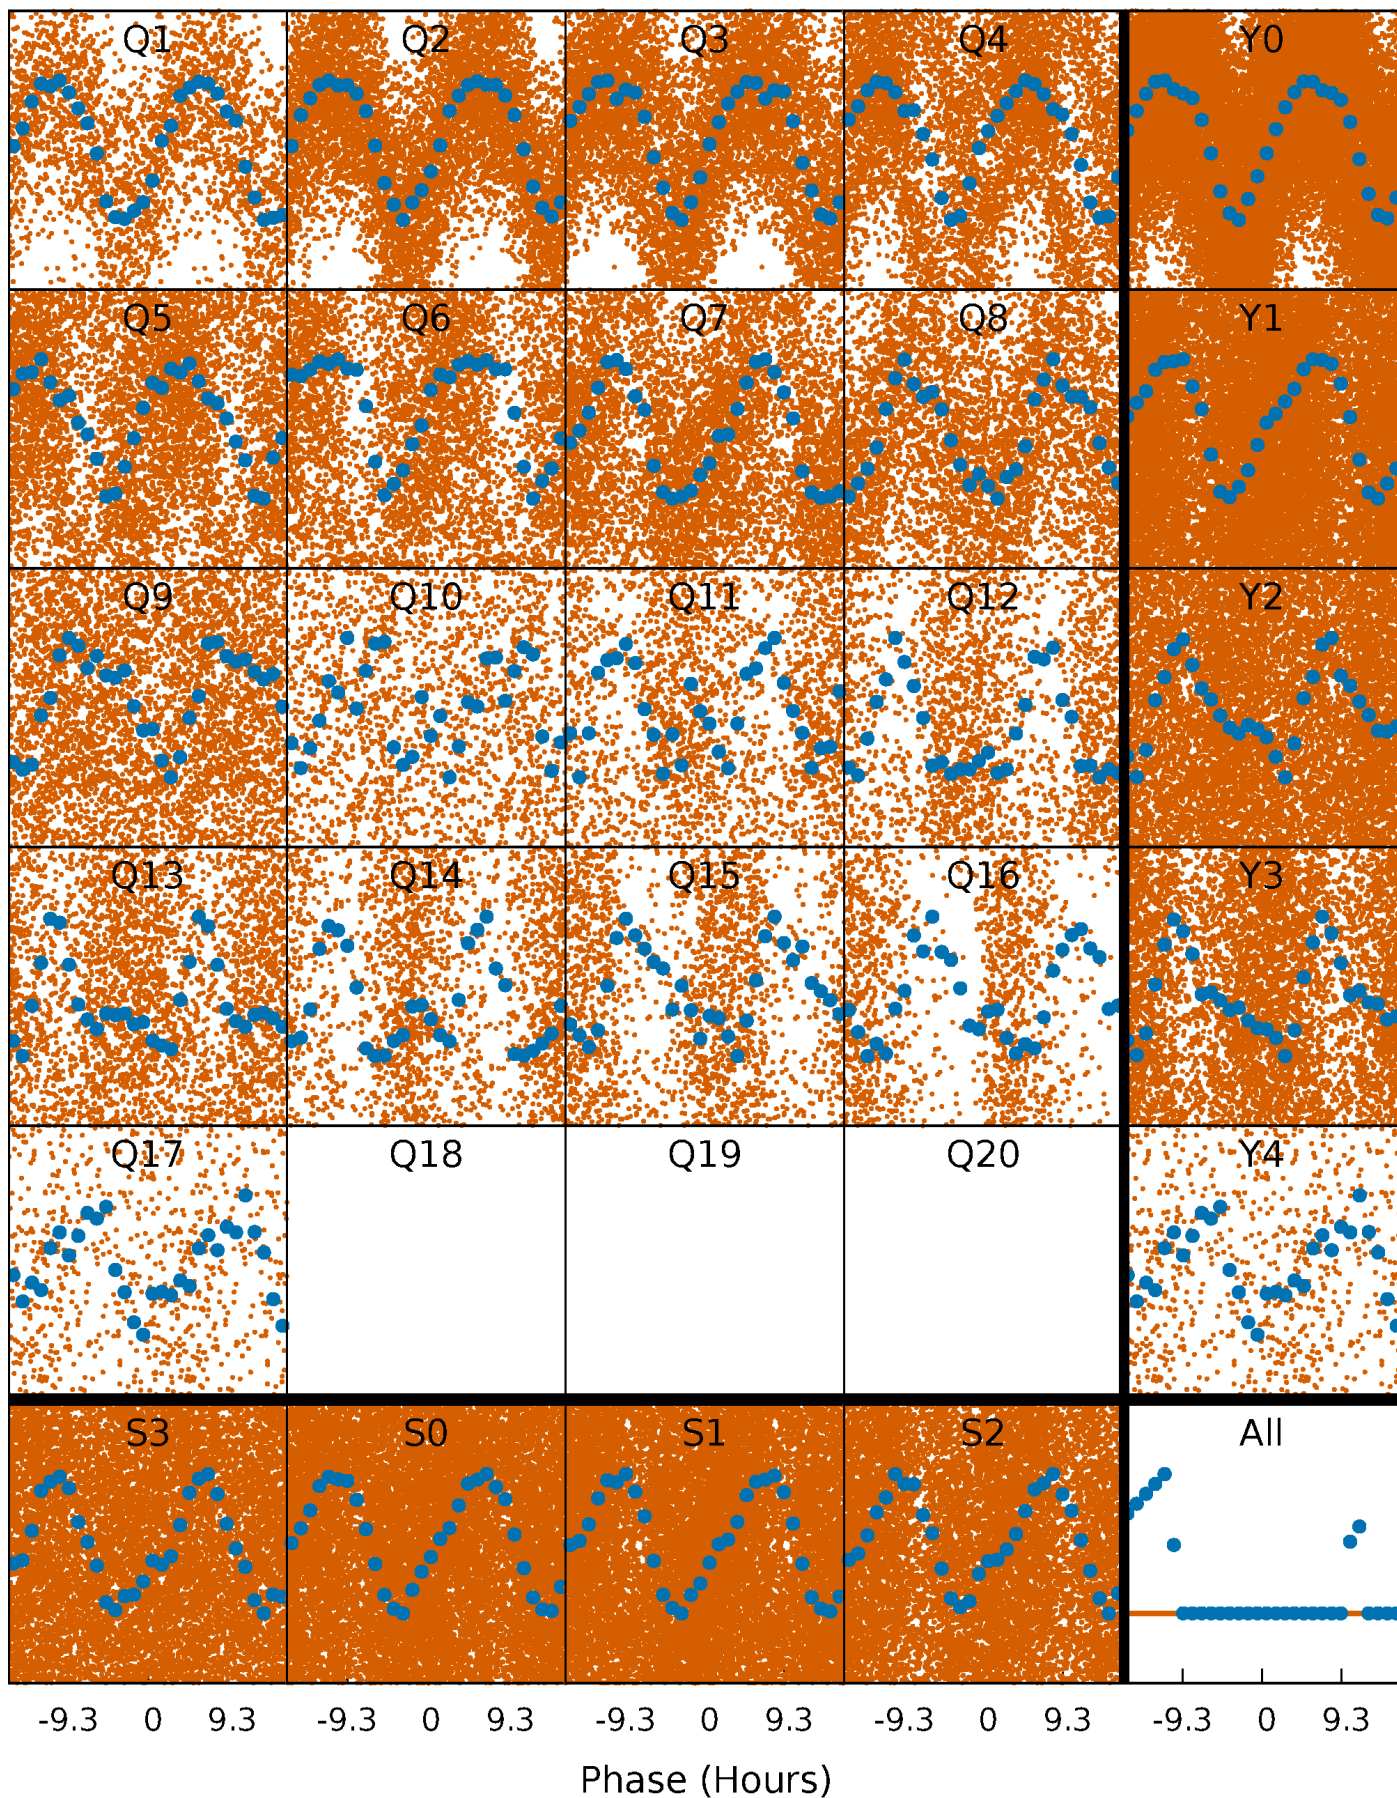 Q1 Q2 Q3 Q4 Y0
Q5 Q6 Q7 Q8 Y1
Q9 Q10 Q11 Q12 Y2
Q13 Q14 Q15 Q16 Y3
Q17 Q18 Q19 Q20 Y4
S3 S0 S1 S2 All
-9.3 0 9.3 -9.3 0 9.3 -9.3 0 9.3 -9.3 0 9.3 -9.3 0 9.3
Phase (Hours)